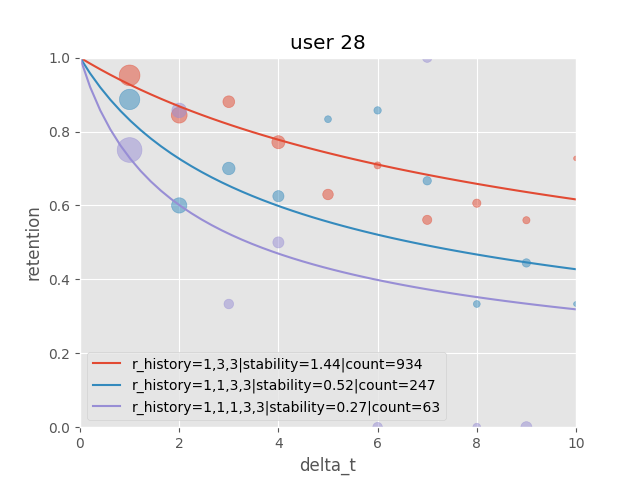 user 28
1.0
0.8
0.6
0.4
0.2
0.0
retention
r_history=1,3,3|stability=1.44|count=934
r_history=1,1,3,3|stability=0.52|count=247
r_history=1,1,1,3,3|stability=0.27|count=63
0 2 4 6 8 10
delta_t